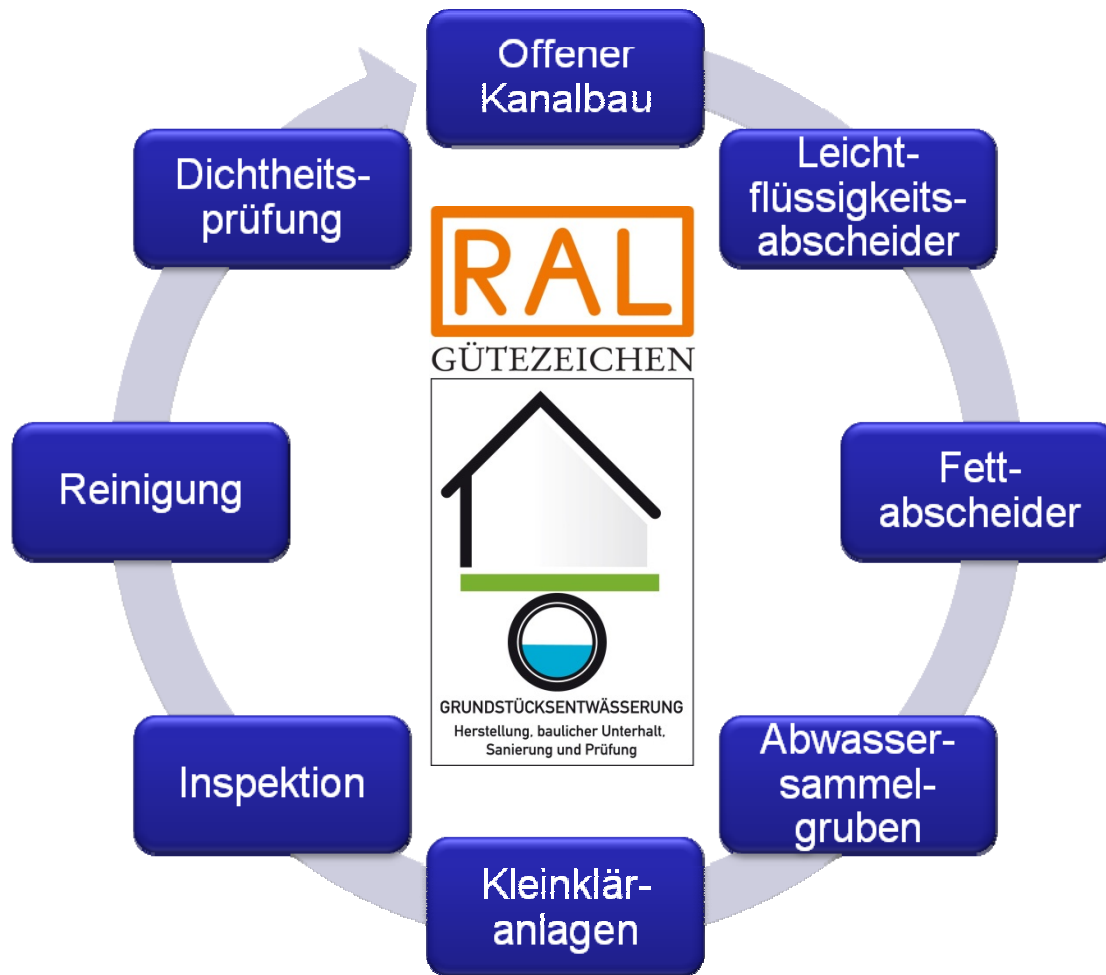 Offener
Kanalbau
Leicht-
flüssigkeits-
abscheider
Fett-
abscheider
Abwasser-
sammel-
gruben
Kleinklär-
anlagen
Inspektion
Reinigung
Dichtheits-
prüfung
RAL
GÜTEZEICHEN
GRUNDSTÜCKSENTWÄSSERUNG
Herstellung, baulicher Unterhalt,
Sanierung und Prüfung